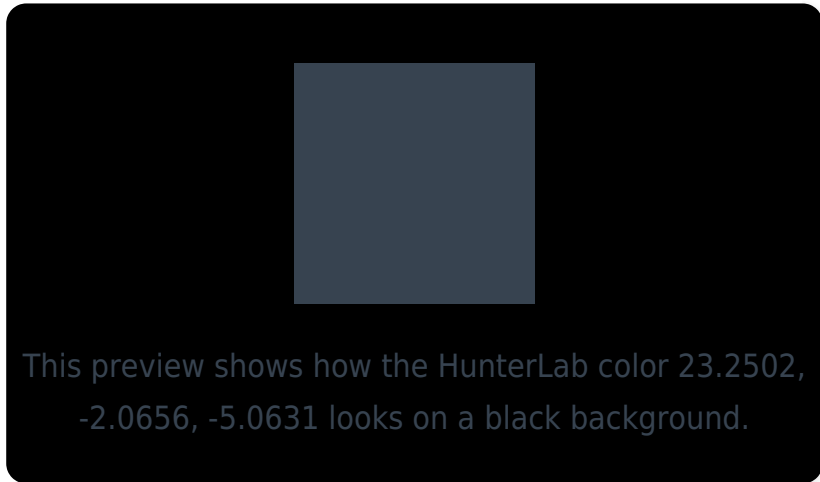 This preview shows how the HunterLab color 23.2502,
-2.0656, -5.0631 looks on a black background.